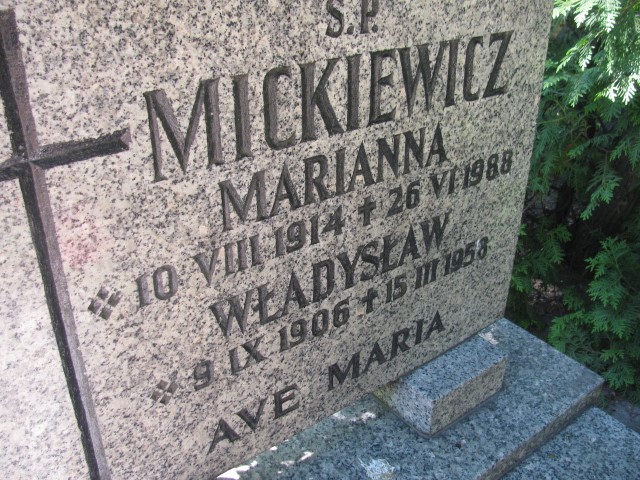 Ś.P.
MICKIEWICZ
MARIANNA
10 VIII 1914 ✝ 26 VI 1988
WŁADYSŁAW
9 IX 1906 ✝ 15 III 1958
AVE MARIA